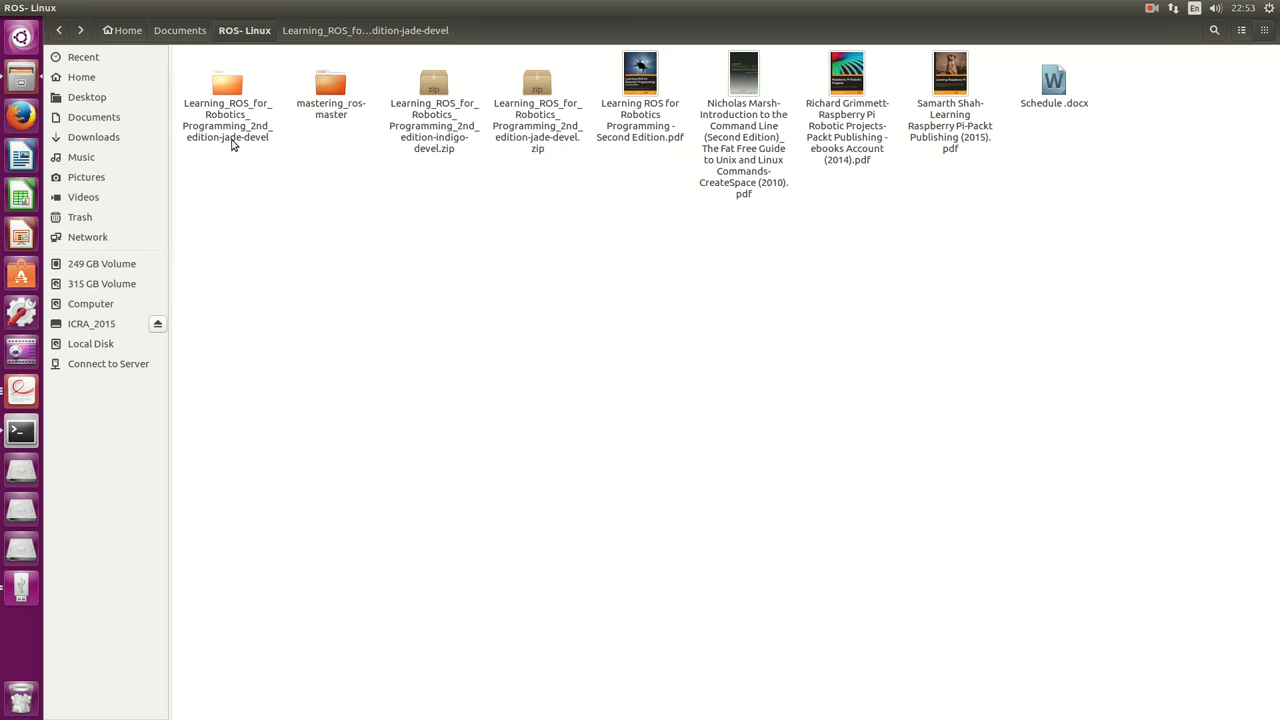 ROS- Linux
En
22:53
Home
Documents
ROS- Linux
Learning_ROS_fo...dition-jade-devel
Recent
Home
Desktop
Documents
Downloads
Music
Pictures
Videos
Trash
Network
249 GB Volume
315 GB Volume
Computer
ICRA_2015
Local Disk
Connect to Server
Learning_ROS_for_
Robotics_
Programming_2nd_
edition-jade-devel
mastering_ros-
master
zip
Learning_ROS_for_
Robotics_
Programming_2nd_
edition-indigo-
devel.zip
zip
Learning_ROS_for_
Robotics_
Programming_2nd_
edition-jade-devel.
zip
Learning ROS for
Robotics
Programming -
Second Edition.pdf
Nicholas Marsh-
Introduction to the
Command Line
(Second Edition)_
The Fat Free Guide
to Unix and Linux
Commands-
CreateSpace (2010).
pdf
Richard Grimmett-
Raspberry Pi
Robotic Projects-
Packt Publishing -
ebooks Account
(2014).pdf
Samarth Shah-
Learning
Raspberry Pi-Packt
Publishing (2015).
pdf
W
Schedule .docx